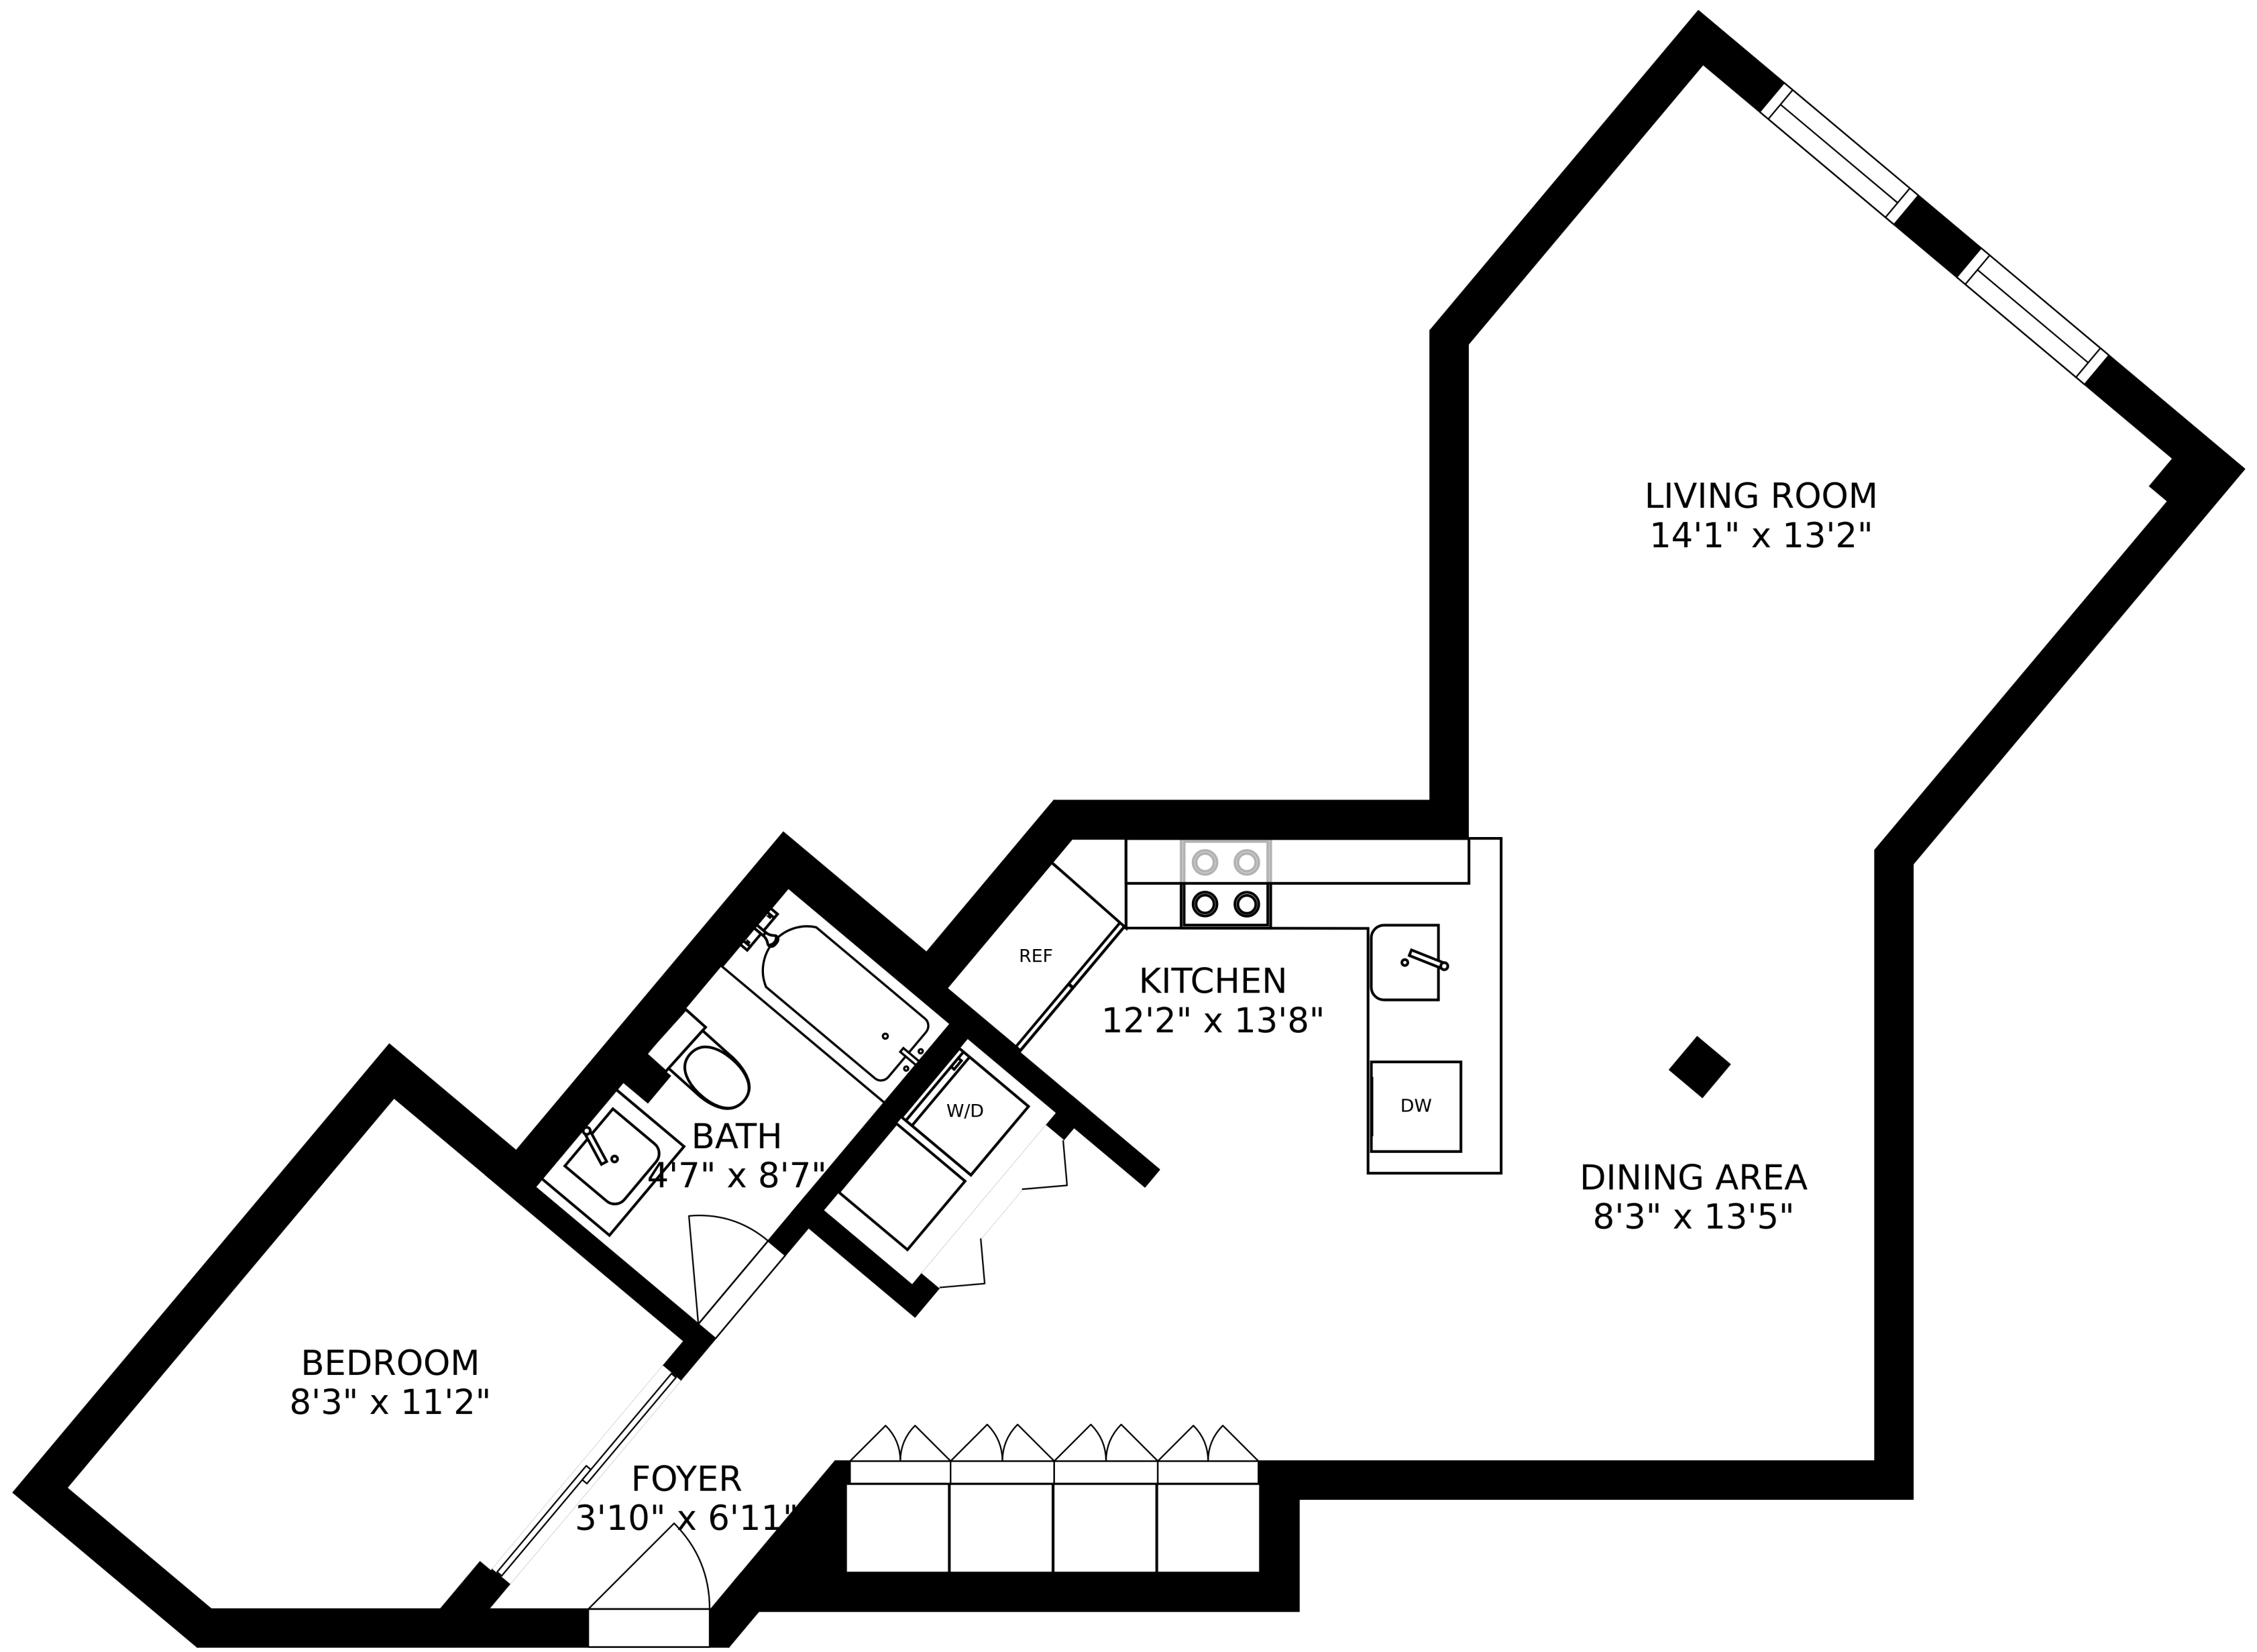 LIVING ROOM
14'1" x 13'2"
REF
KITCHEN
12'2" x 13'8"
W/D
DW
BATH
4'7" x 8'7"
DINING AREA
8'3" x 13'5"
BEDROOM
8'3" x 11'2"
FOYER
3'10" x 6'11"